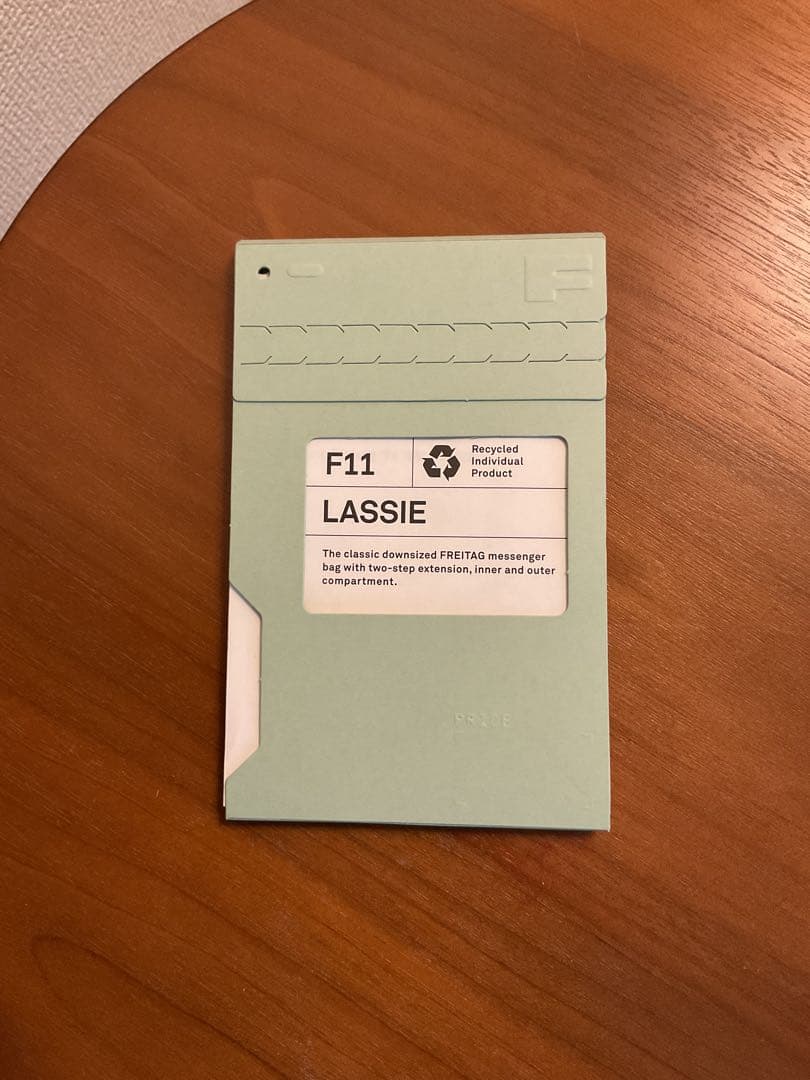 F
F11
Recycled
Individual
Product
LASSIE
The classic downsized FREITAG messenger
bag with two-step extension, inner and outer
compartment.
PRICE